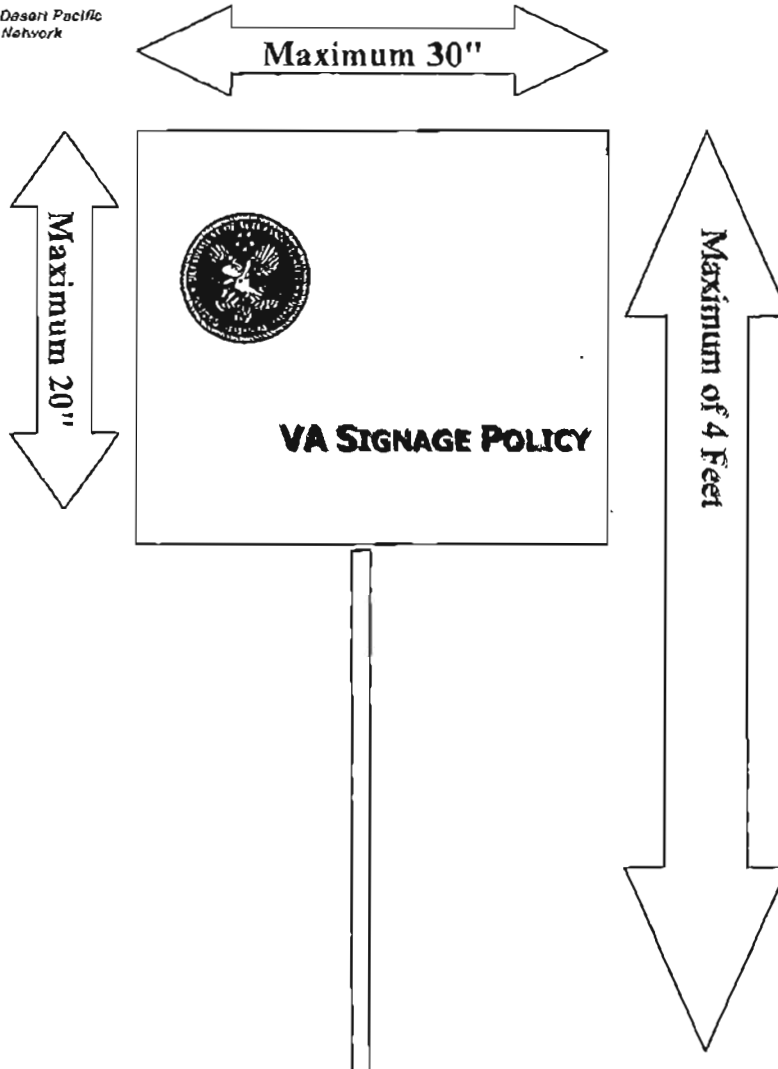 Desert Pacific
Network
Maximum 30"
Maximum 20"
VA SIGNAGE POLICY
Maximum of 4 Feet